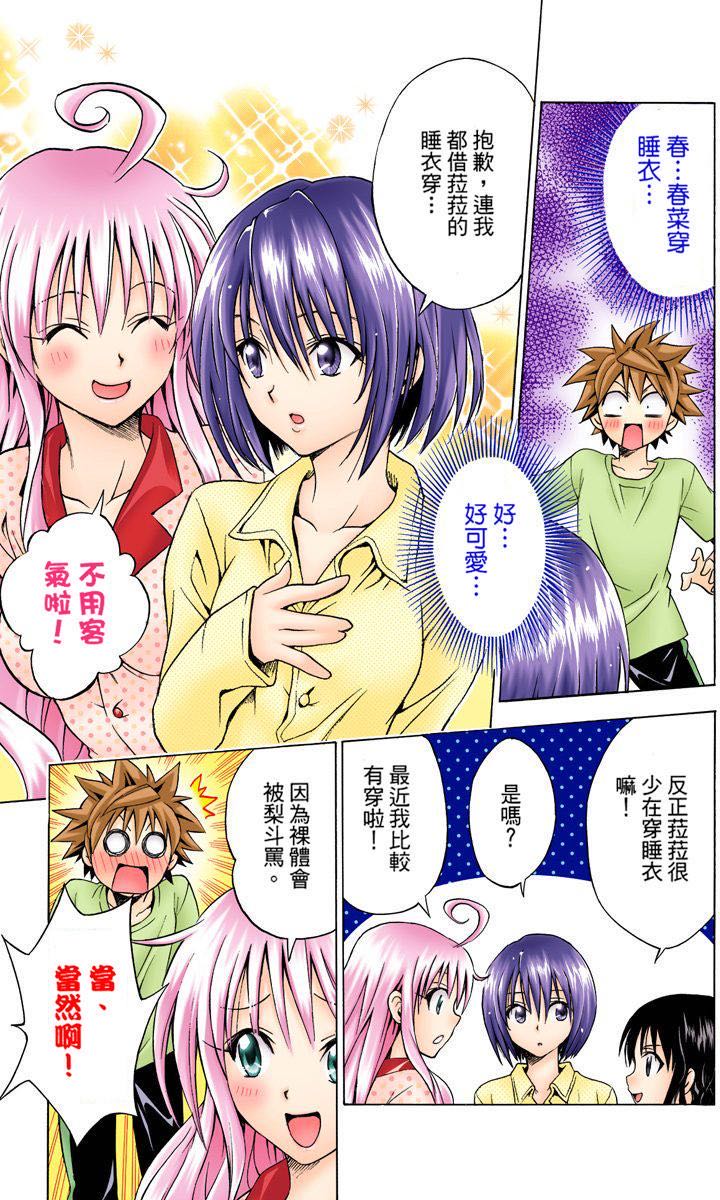 春…春菜穿
睡衣…
抱歉，連我
都借菈菈的
睡衣穿…
好…
好可愛…
不用客
氣啦！
反正菈菈很
少在穿睡衣
嘛！
是嗎？
最近我比較
有穿啦！
因為裸體會
被梨斗罵。
當、
當然啊！